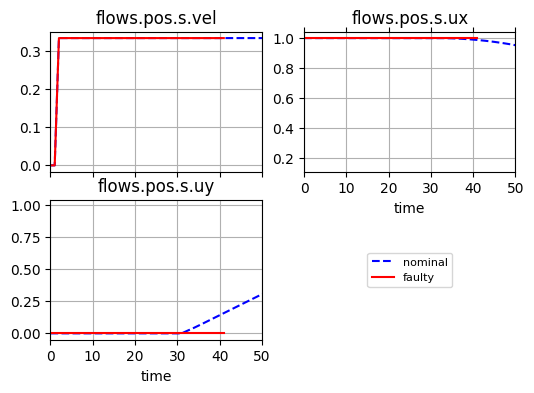 flows.pos.s.vel
0.3
0.2
0.1
0.0
flows.pos.s.ux
1.0
0.8
0.6
0.4
0.2
0 10 20 30 40 50
time
flows.pos.s.uy
1.00
0.75
0.50
0.25
0.00
0 10 20 30 40 50
time
nominal
faulty